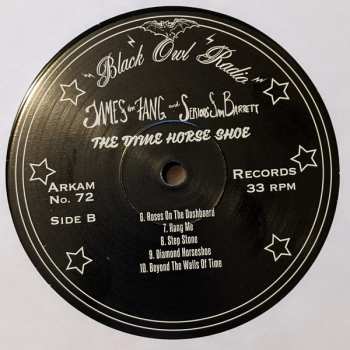 Black Owl Radio
JAMES the FANG and SERIOUS SAM BARRETT
THE TYME HORSE SHOE
ARKAM
No. 72
SIDE B
RECORDS
33 RPM
6. Roses On The Dashboard
7. Hang Me
8. Step Stone
9. Diamond Horseshoe
10. Beyond The Walls Of Time